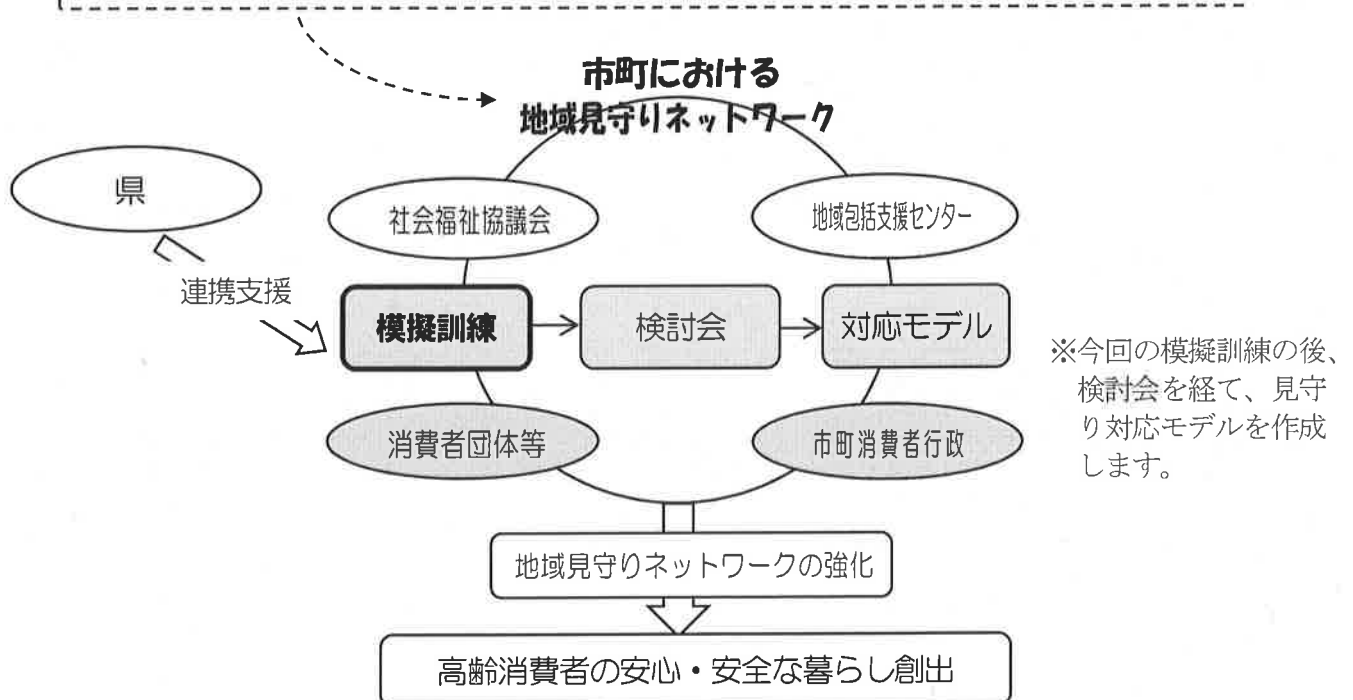 市町における
地域見守りネットワーク
県
社会福祉協議会
地域包括支援センター
連携支援
模擬訓練
検討会
対応モデル
※今回の模擬訓練の後、
検討会を経て、見守
り対応モデルを作成
します。
消費者団体等
市町消費者行政
地域見守りネットワークの強化
高齢消費者の安心・安全な暮らし創出